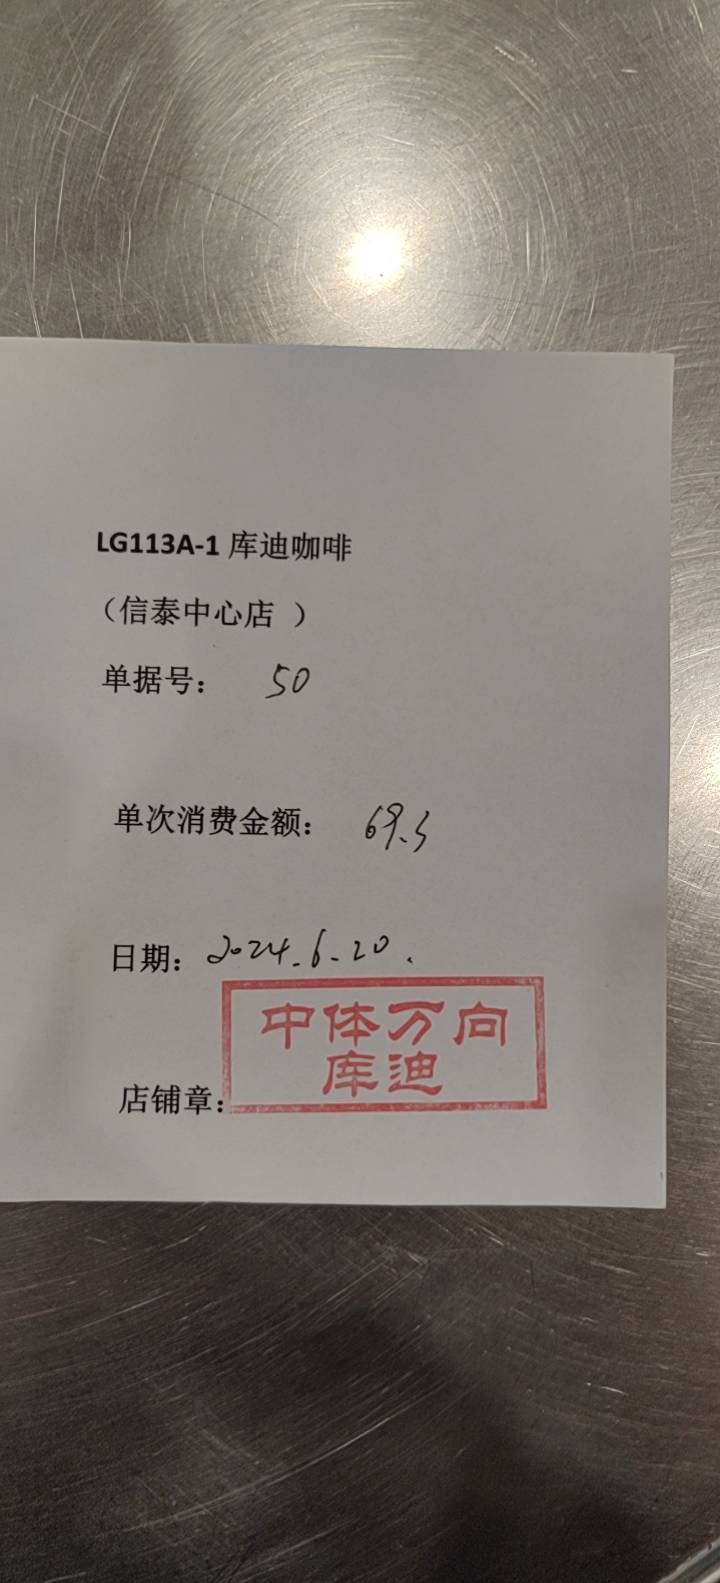 LG113A-1 库迪咖啡
（信泰中心店 ）
单据号： 50
单次消费金额： 69.5
日期：2024.6.20.
中体万向
库迪
店铺章：